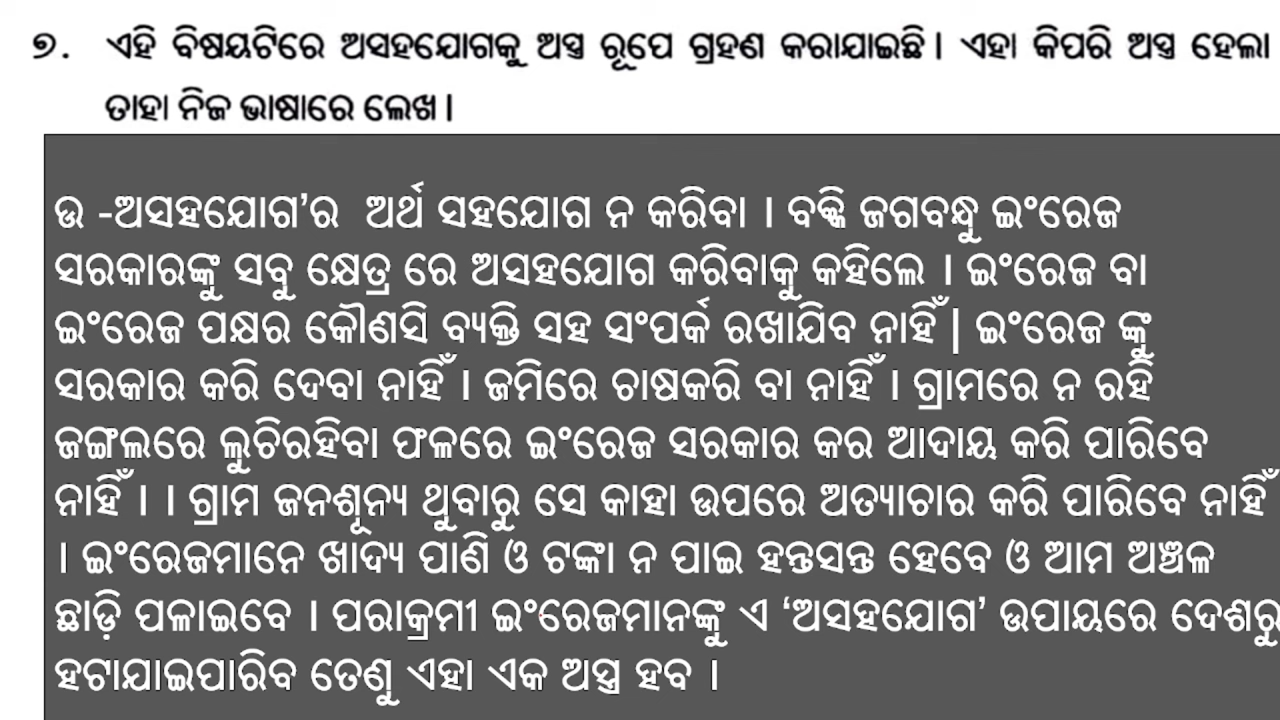 ୭. ଏହି ବିଷୟଟିରେ ଅସହଯୋଗକୁ ଅସ୍ତ୍ର ରୂପେ ଗ୍ରହଣ କରାଯାଇଛି। ଏହା କିପରି ଅସ୍ତ୍ର ହେଲା
ତାହା ନିଜ ଭାଷାରେ ଲେଖ।
ଉ -ଅସହଯୋଗ’ର ଅର୍ଥ ସହଯୋଗ ନ କରିବା । ବକ୍ସି ଜଗବନ୍ଧୁ ଇଂରେଜ
ସରକାରଙ୍କୁ ସବୁ କ୍ଷେତ୍ର ରେ ଅସହଯୋଗ କରିବାକୁ କହିଲେ । ଇଂରେଜ ବା
ଇଂରେଜ ପକ୍ଷର କୌଣସି ବ୍ୟକ୍ତି ସହ ସଂପର୍କ ରଖାଯିବ ନାହିଁ | ଇଂରେଜ ଙ୍କୁ
ସରକାର କରି ଦେବା ନାହିଁ । ଜମିରେ ଚାଷକରି ବା ନାହିଁ । ଗ୍ରାମରେ ନ ରହି
ଜଙ୍ଗଲରେ ଲୁଚିରହିବା ଫଳରେ ଇଂରେଜ ସରକାର କର ଆଦାୟ କରି ପାରିବେ
ନାହିଁ । । ଗ୍ରାମ ଜନଶୂନ୍ୟ ଥିବାରୁ ସେ କାହା ଉପରେ ଅତ୍ୟାଚାର କରି ପାରିବେ ନାହିଁ
। ଇଂରେଜମାନେ ଖାଦ୍ୟ ପାଣି ଓ ଟଙ୍କା ନ ପାଇ ହନ୍ତସନ୍ତ ହେବେ ଓ ଆମ ଅଞ୍ଚଳ
ଛାଡ଼ି ପଳାଇବେ । ପରାକ୍ରମୀ ଇଂରେଜମାନଙ୍କୁ ଏ ‘ଅସହଯୋଗ’ ଉପାୟରେ ଦେଶରୁ
ହଟାଯାଇପାରିବ ତେଣୁ ଏହା ଏକ ଅସ୍ତ୍ର ହବ ।